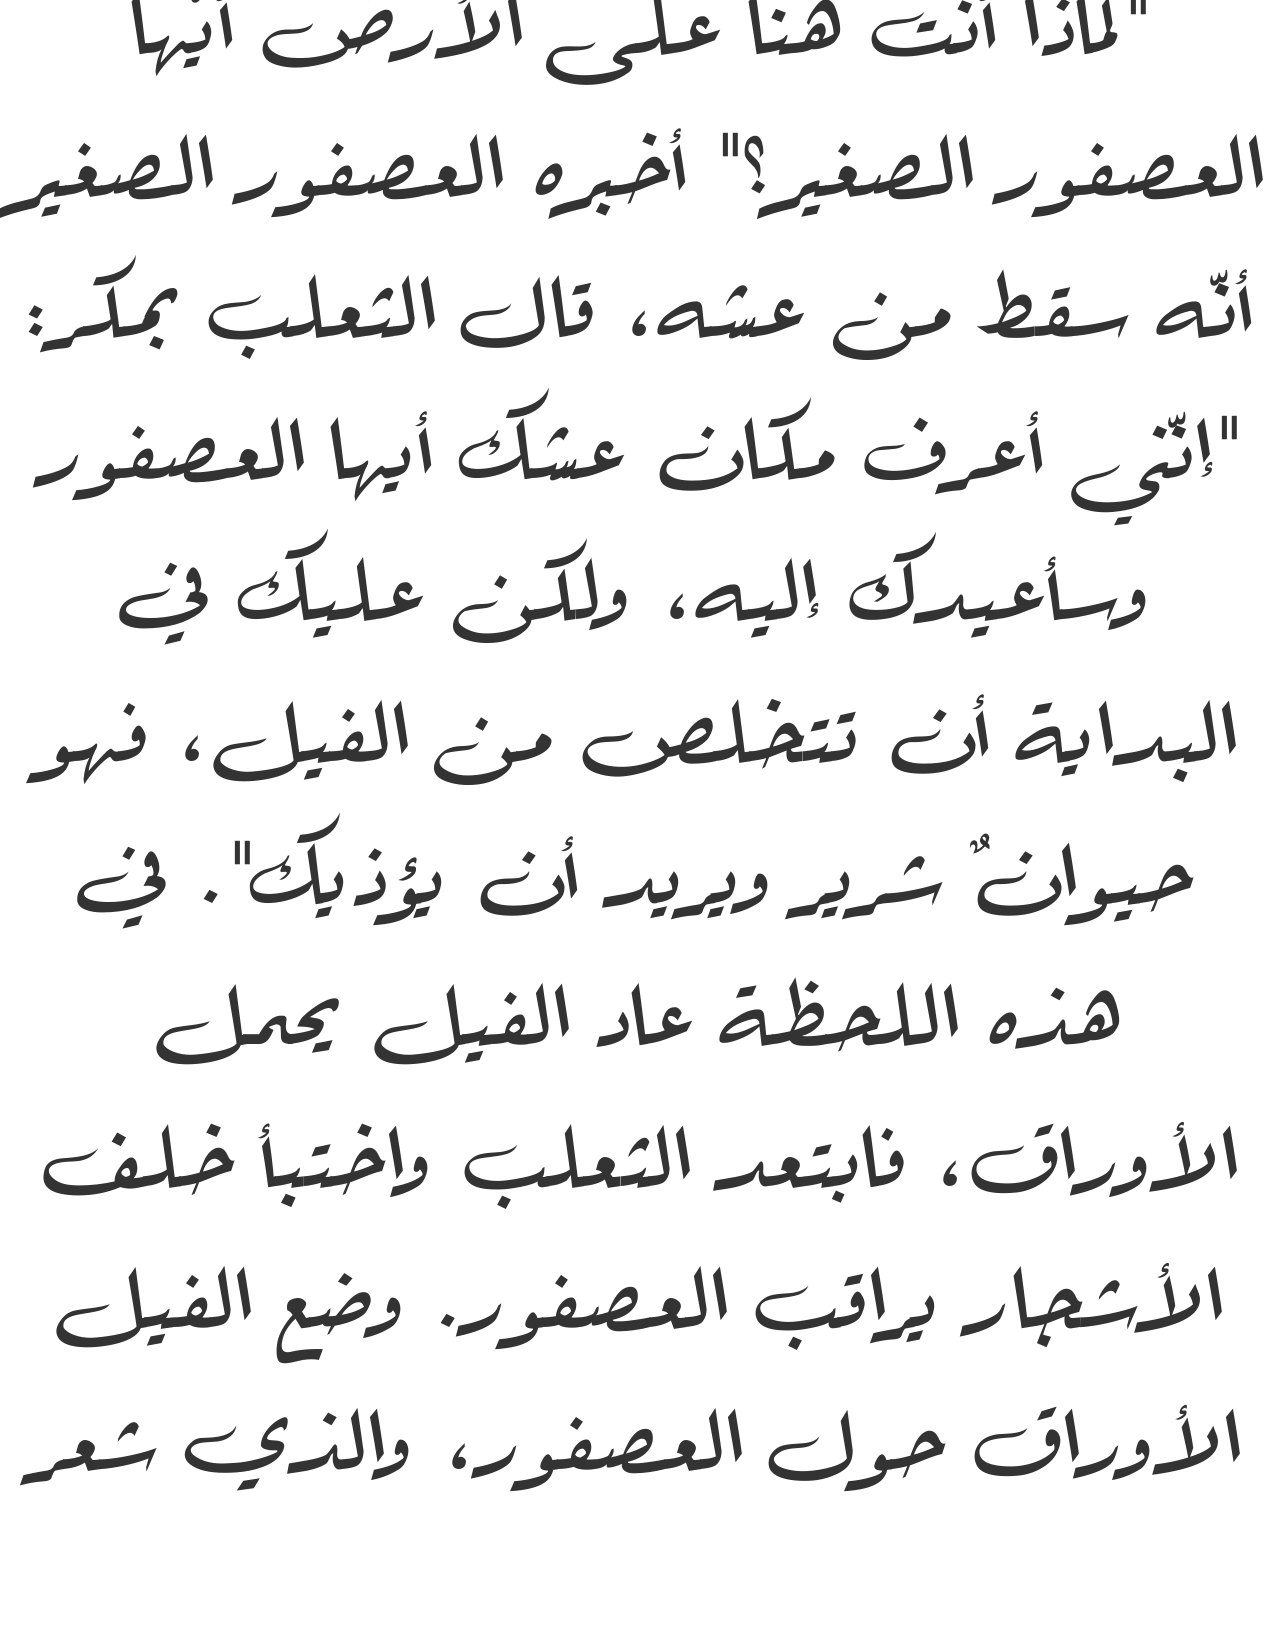 "لماذا أنت هنا على الأرض أيها
العصفور الصغير؟" أخبره العصفور الصغير
أنّه سقط من عشه، قال الثعلب بمكر:
"إنّني أعرف مكان عشك أيها العصفور
وسأعيدك إليه، ولكن عليك في
البداية أن تتخلص من الفيل، فهو
حيوانٌ شرير ويريد أن يؤذيك". في
هذه اللحظة عاد الفيل يحمل
الأوراق، فابتعد الثعلب واختبأ خلف
الأشجار يراقب العصفور. وضع الفيل
الأوراق حول العصفور، والذي شعر